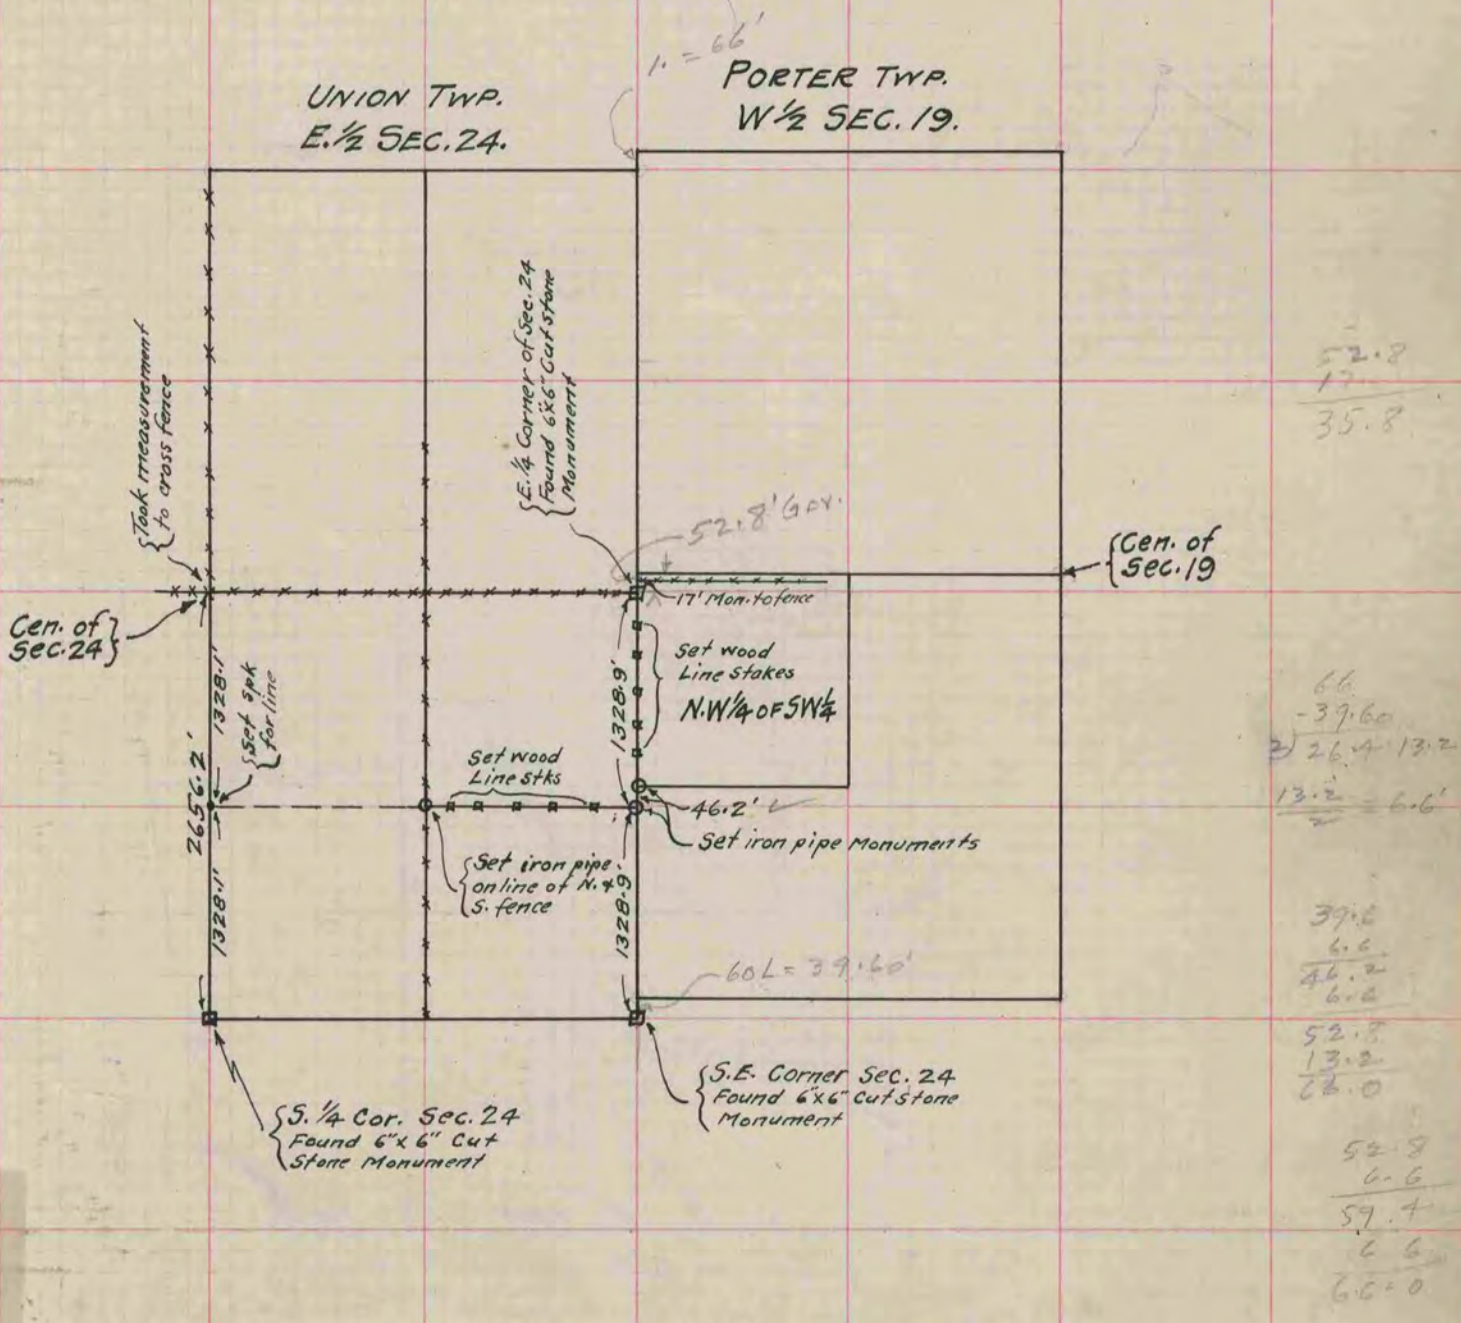 1. = 66'
UNION TWP.
E.½ SEC.24.
PORTER TWP.
W½ SEC.19.
Took measurement
to cross fence
E.¼ Corner of Sec.24
Found 6"x6" Cut stone
Monument
52.8' Gov.
Cen. of
Sec.19
17' Mon. to fence
Cen. of
Sec.24
1328.1'
Set spk
for line
2656.2'
1328.1'
1328.9'
Set wood
Line Stakes
N.W¼ OF SW¼
Set wood
Line stks
46.2'
Set iron pipe Monuments
Set iron pipe
on line of N. &
S. fence
1328.9
60L = 39.60'
S.¼ Cor. Sec.24
Found 6"x6" Cut
Stone Monument
S.E. Corner Sec.24
Found 6"x6" Cut stone
Monument
52.8
17
35.8
66
-39.60
2) 26.4 13.2
13.2
2 = 6.6'
39.6
6.6
46.2
6.6
52.8
13.2
52.8
6.6
59.4
6 6
66.0